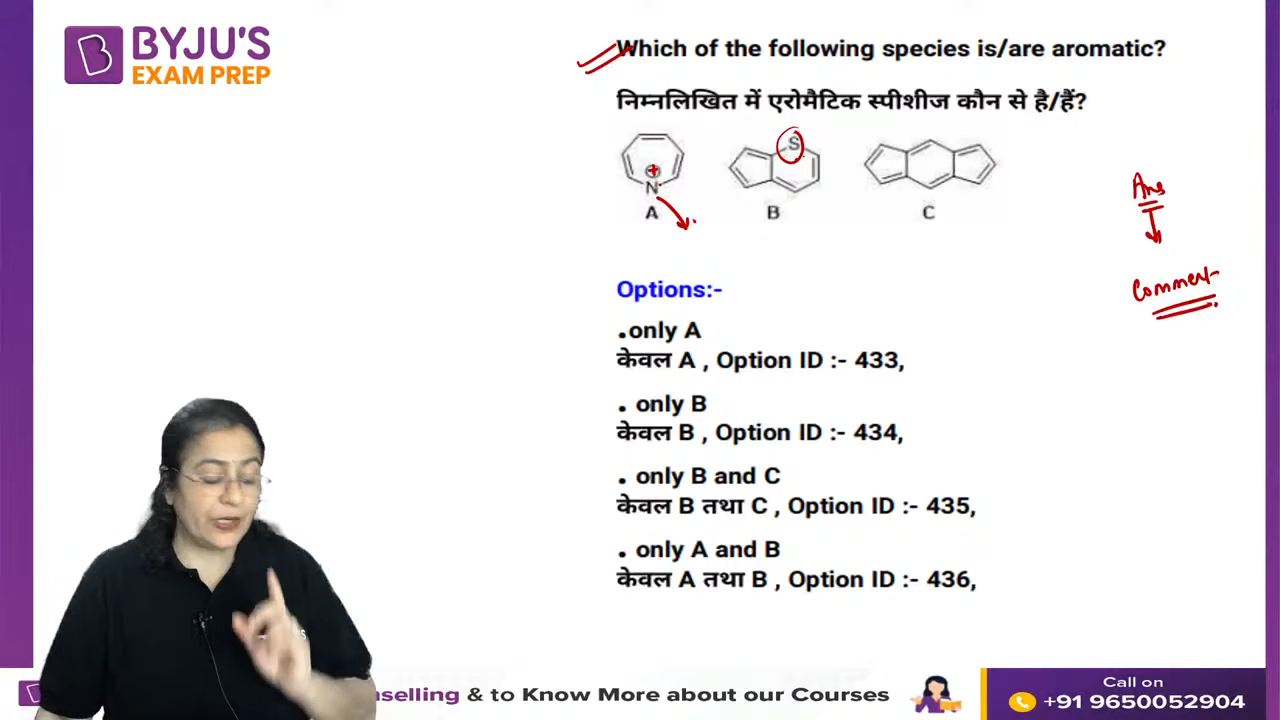 BYJU'S
EXAM PREP
Which of the following species is/are aromatic?
निम्नलिखित में एरोमैटिक स्पीशीज कौन से है/हैं?
S
N
+
A
B
C
Ans
Comment
Options:-
.only A
केवल A , Option ID :- 433,
. only B
केवल B , Option ID :- 434,
. only B and C
केवल B तथा C , Option ID :- 435,
. only A and B
केवल A तथा B , Option ID :- 436,
nselling & to Know More about our Courses
Call on
+91 9650052904